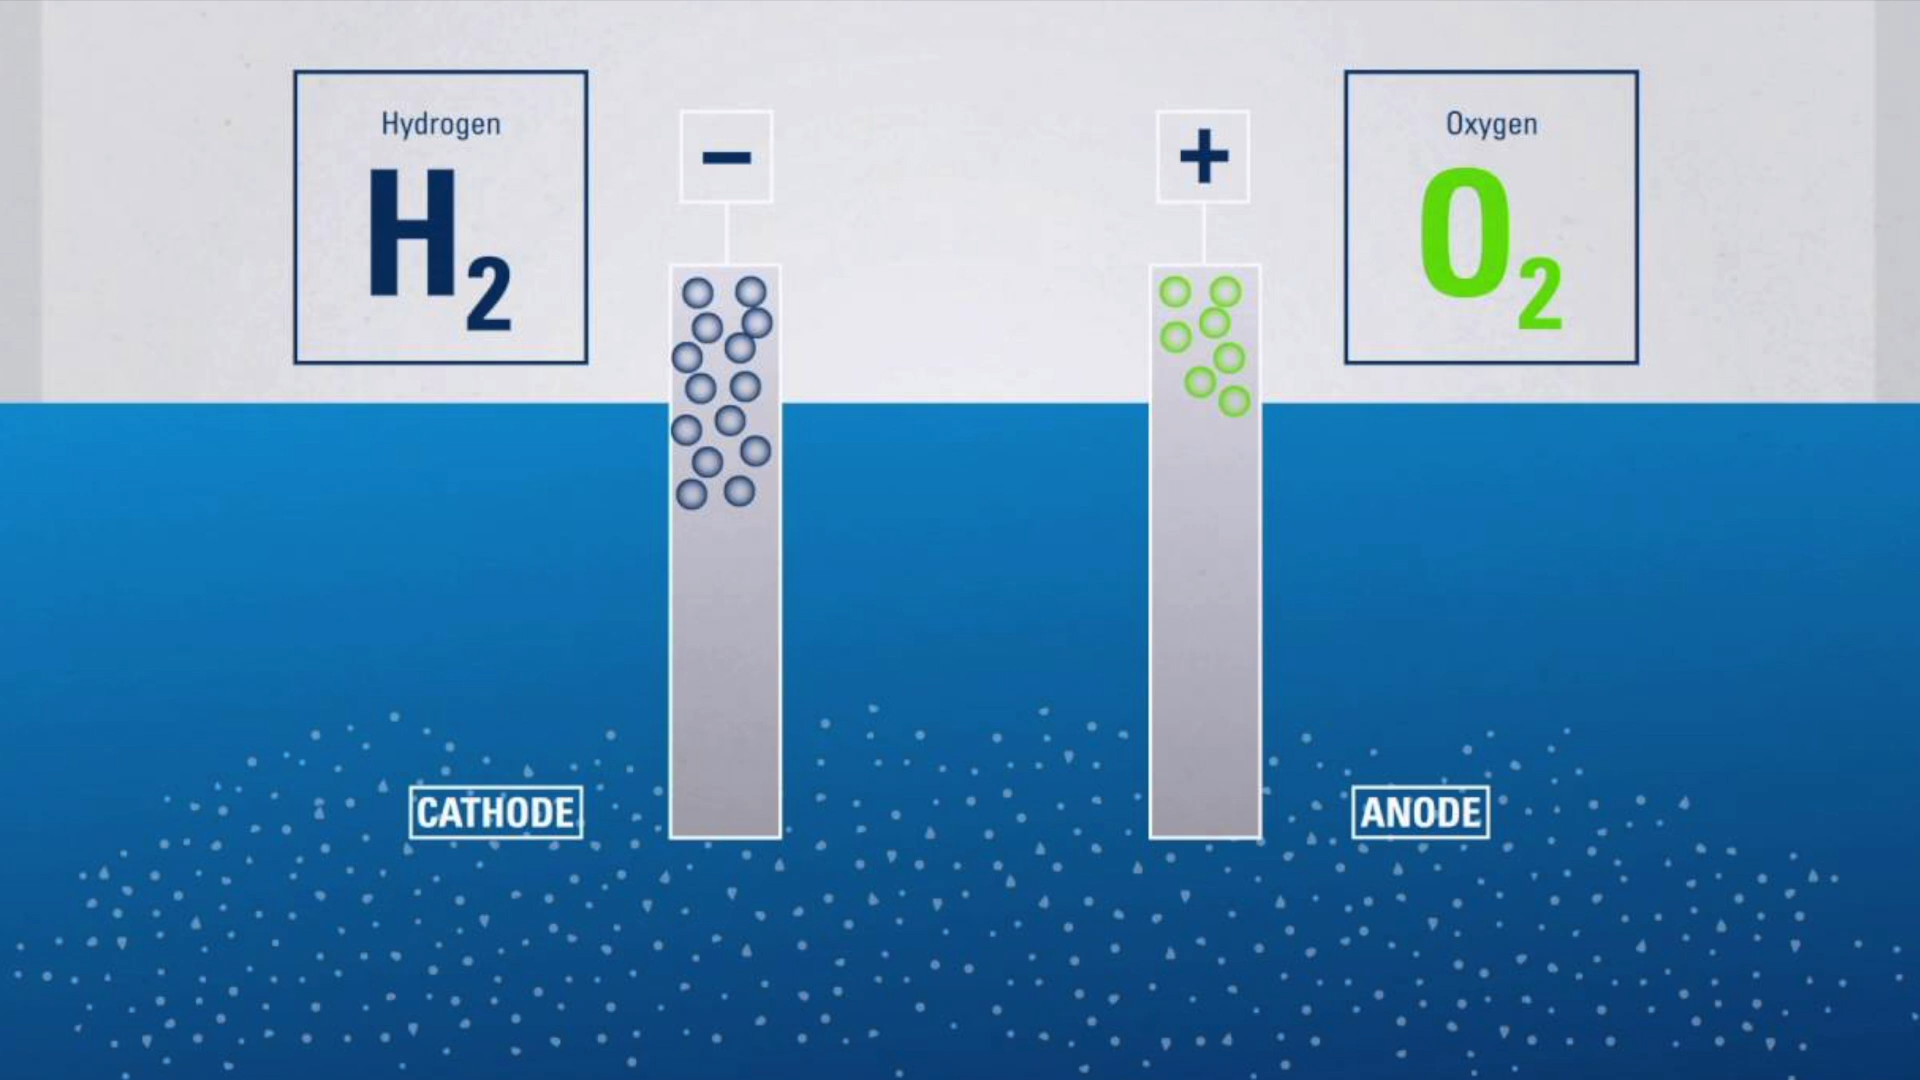 Hydrogen
H2
−
+
Oxygen
O2
CATHODE
ANODE